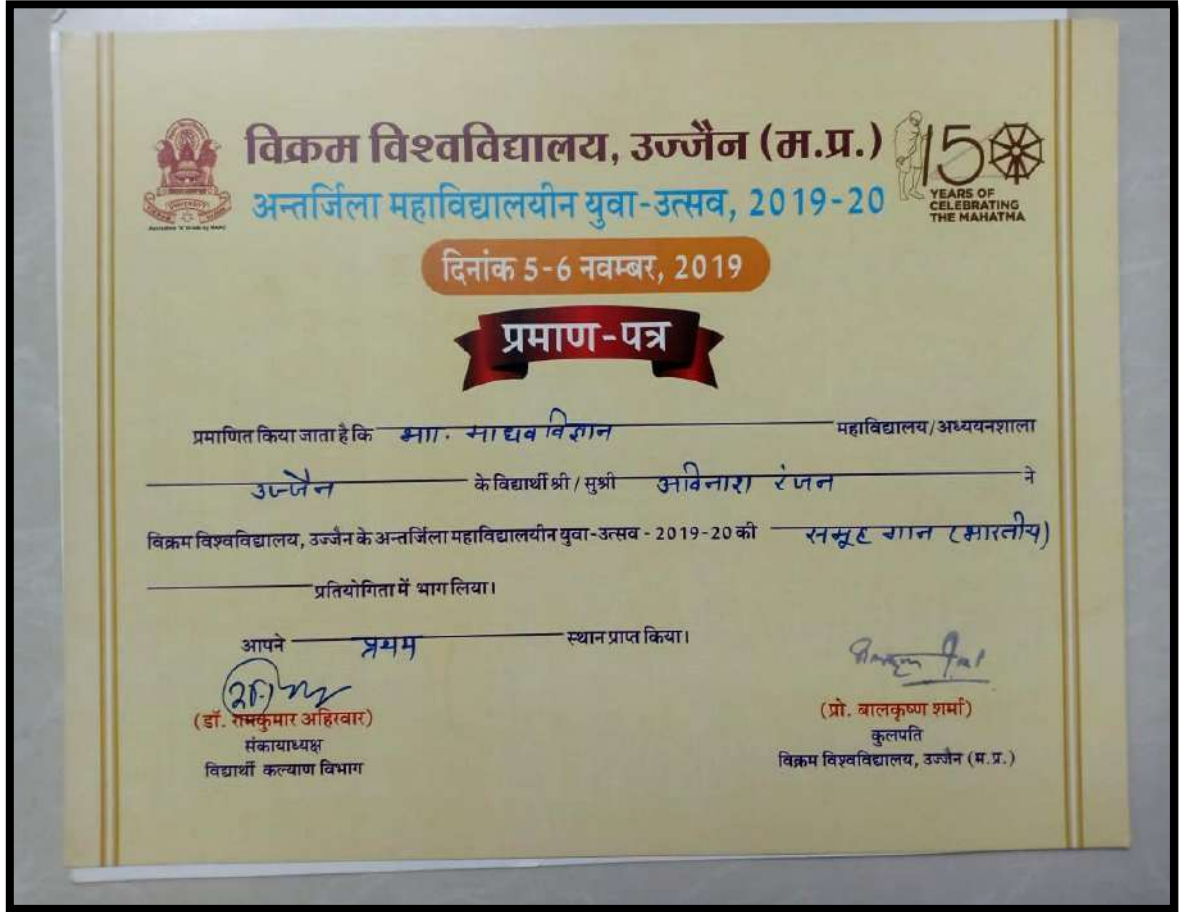 विक्रम विश्वविद्यालय, उज्जैन (म.प्र.)
अन्तर्जिला महाविद्यालयीन युवा-उत्सव, 2019-20
150
YEARS OF
CELEBRATING
THE MAHATMA
दिनांक 5-6 नवम्बर, 2019
प्रमाण-पत्र
प्रमाणित किया जाता है कि शा. माधव विज्ञान महाविद्यालय/अध्ययनशाला
उज्जैन के विद्यार्थी श्री / सुश्री अविनाश रंजन ने
विक्रम विश्वविद्यालय, उज्जैन के अन्तर्जिला महाविद्यालयीन युवा-उत्सव - 2019-20 की समूह गान (भारतीय)
प्रतियोगिता में भाग लिया।
आपने प्रथम स्थान प्राप्त किया।
(डॉ. रामकुमार अहिरवार)
संकायाध्यक्ष
विद्यार्थी कल्याण विभाग
(प्रो. बालकृष्ण शर्मा)
कुलपति
विक्रम विश्वविद्यालय, उज्जैन (म.प्र.)